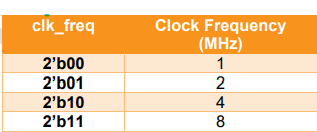 clk_freq Clock Frequency
(MHz)
2'b00 1
2'b01 2
2'b10 4
2'b11 8